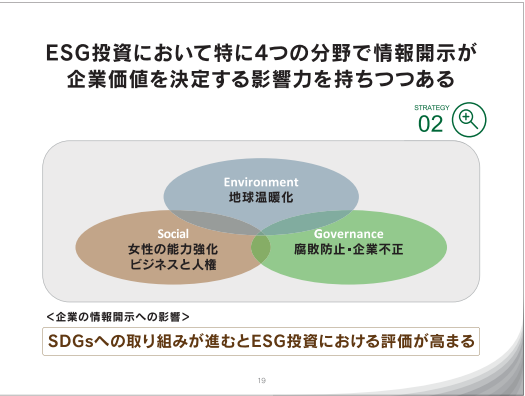 ESG投資において特に4つの分野で情報開示が
企業価値を決定する影響力を持ちつつある
STRATEGY
02
Environment
地球温暖化
Social
女性の能力強化
ビジネスと人権
Governance
腐敗防止・企業不正
<企業の情報開示への影響>
SDGsへの取り組みが進むとESG投資における評価が高まる
19